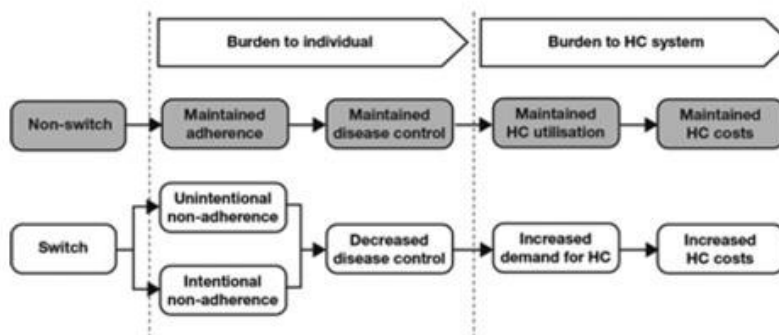 Burden to individual
Burden to HC system
Non-switch
Maintained
adherence
Maintained
disease control
Maintained
HC utilisation
Maintained
HC costs
Switch
Unintentional
non-adherence
Intentional
non-adherence
Decreased
disease control
Increased
demand for HC
Increased
HC costs